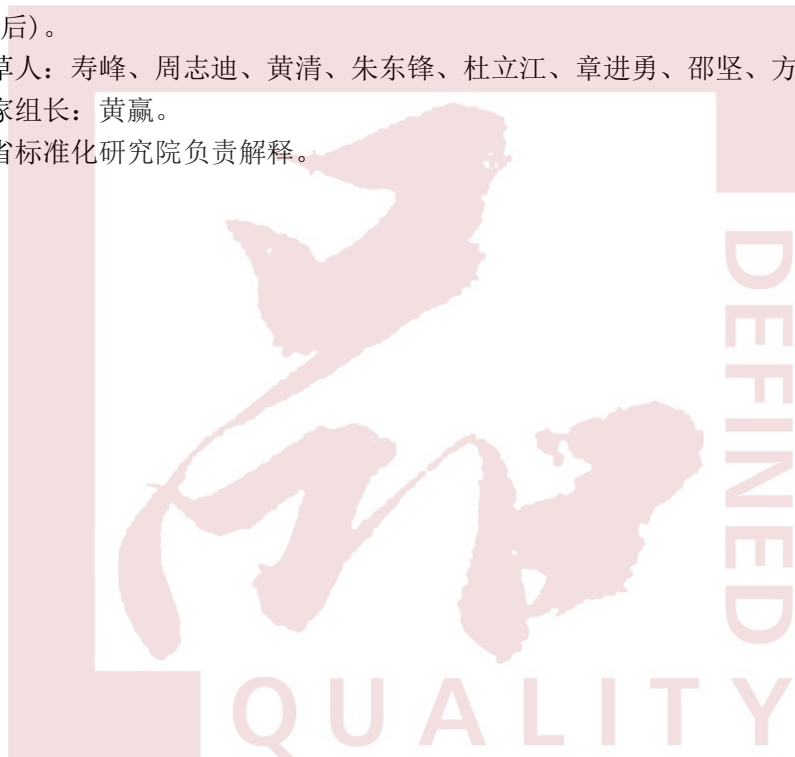 后)。
草人：寿峰、周志迪、黄清、朱东锋、杜立江、章进勇、邵坚、方
家组长：黄赢。
省标准化研究院负责解释。
DEFINED
QUALITY